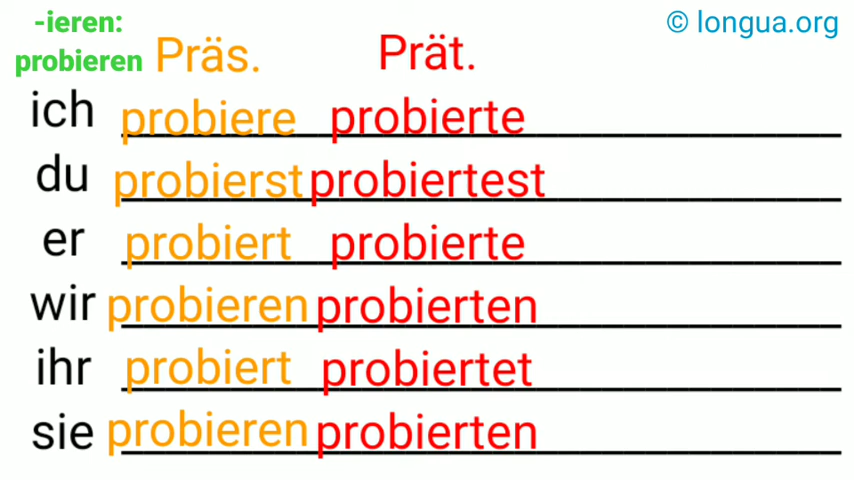 -ieren:
probieren Präs. Prät. © longua.org
ich probiere probierte
du probierst probiertest
er probiert probierte
wir probieren probierten
ihr probiert probiertet
sie probieren probierten